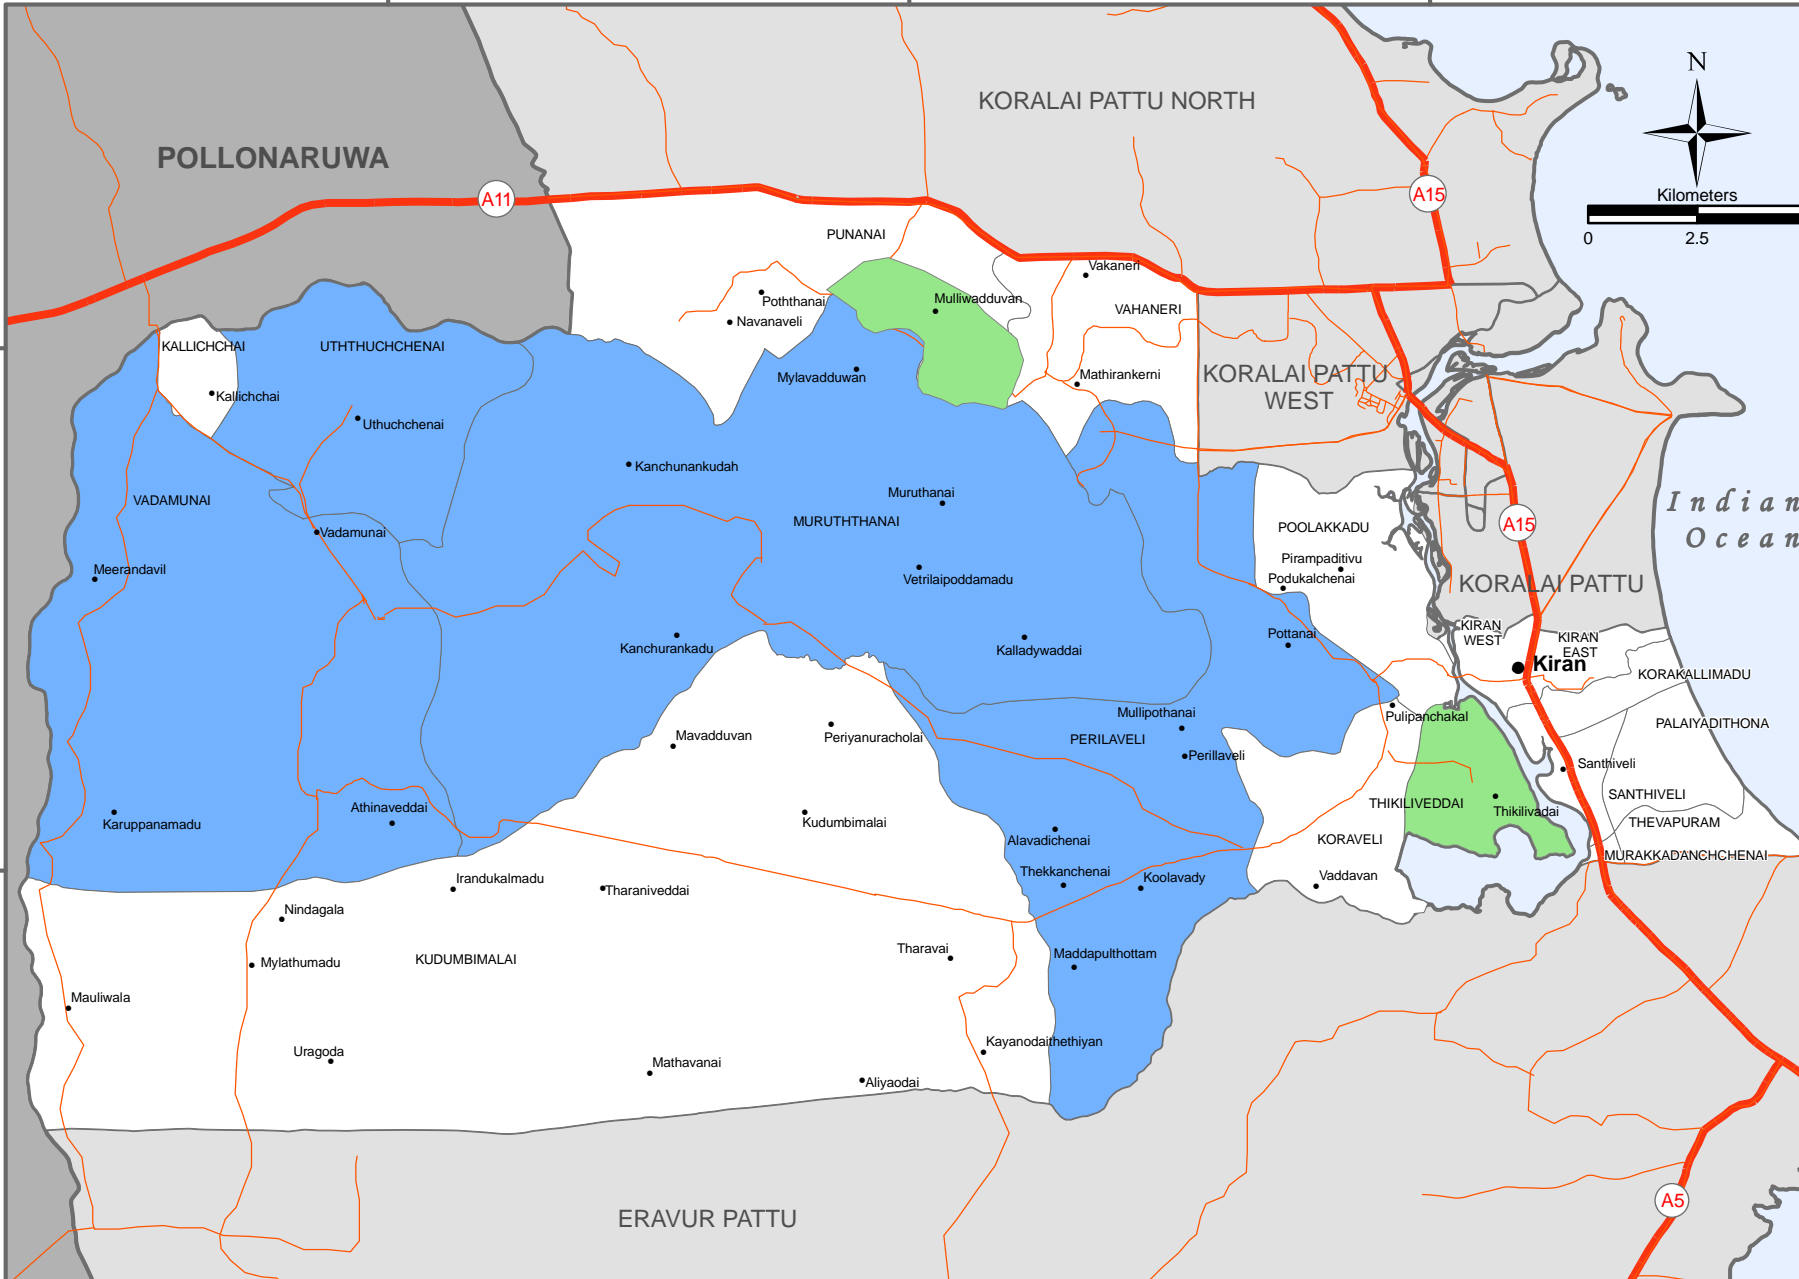 KORALAI PATTU NORTH
N
POLLONARUWA
A11
A15
Kilometers
0
2.5
PUNANAI
Vakaneri
Poththanai
Mulliwadduvan
VAHANERI
Navanaveli
KALLICHCHAI
UTHTHUCHCHENAI
Mylavadduwan
Mathirankerni
KORALAI PATTU
WEST
Kallichchai
Uthuchchenai
Kanchunankudah
VADAMUNAI
Muruthanai
MURUTHTHANAI
Indian
Ocean
POOLAKKADU
A15
Vadamunai
Meerandavil
Vetrilaipoddamadu
Pirampaditivu
Podukalchenai
KORALAI PATTU
KIRAN
WEST
KIRAN
EAST
Kanchurankadu
Kalladywaddai
Pottanai
Kiran
KORAKALLIMADU
Mullipothanai
Pulipanchakal
PALAIYADITHONA
Mavadduvan
Periyanuracholai
PERILAVELI
Perillaveli
Santhiveli
SANTHIVELI
Karuppanamadu
Athinaveddai
Kudumbimalai
THIKILIVEDDAI
Thikilivadai
THEVAPURAM
Alavadichenai
KORAVELI
MURAKKADANCHCHENAI
Irandukalmadu
Tharaniveddai
Thekkanchenai
Koolavady
Vaddavan
Nindagala
Mylathumadu
KUDUMBIMALAI
Tharavai
Maddapulthottam
Mauliwala
Uragoda
Mathavanai
Kayanodaithethiyan
Aliyaodai
A5
ERAVUR PATTU